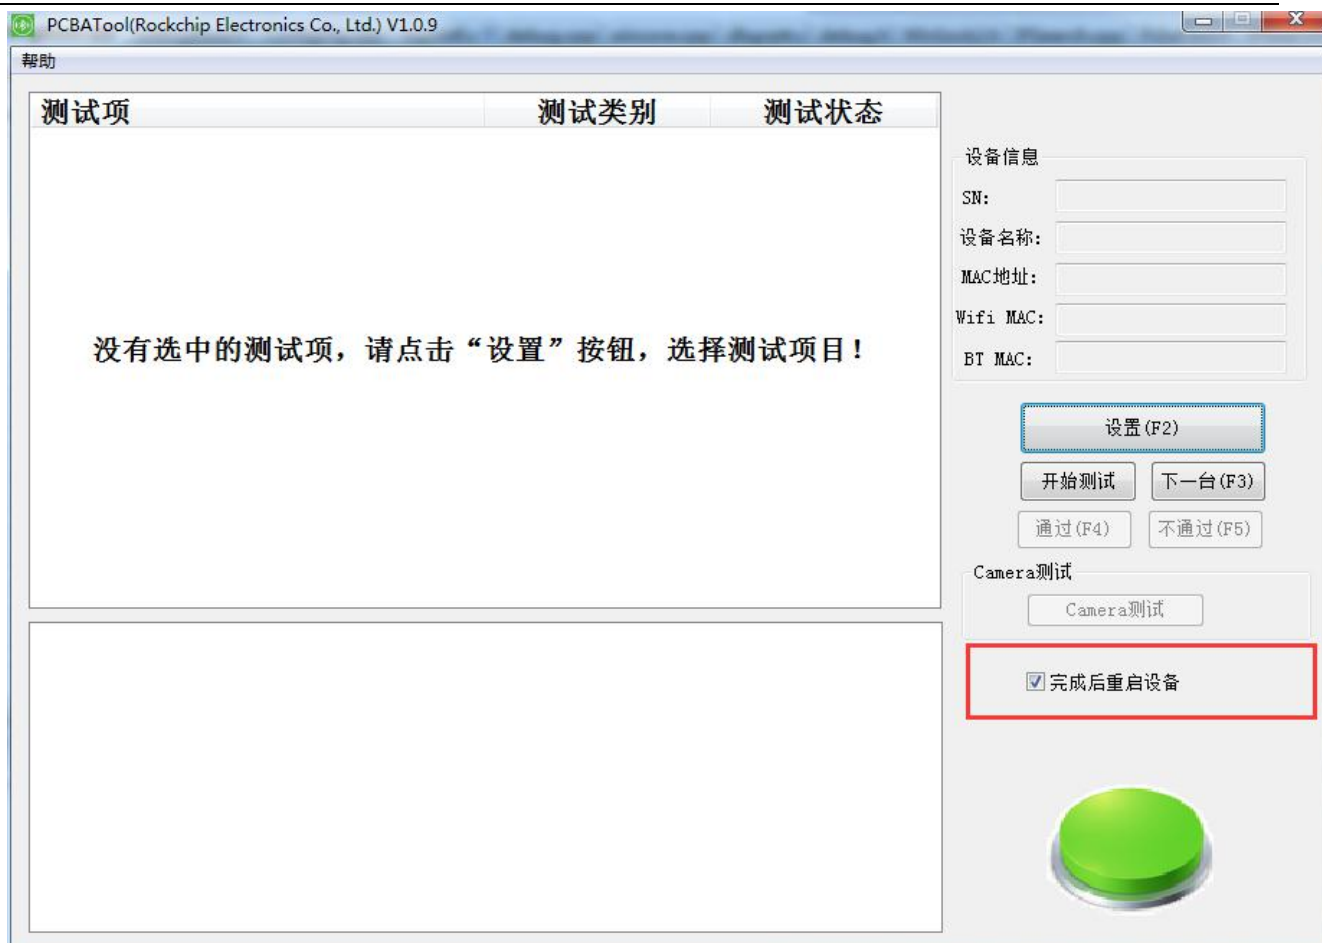 PCBATool(Rockchip Electronics Co., Ltd.) V1.0.9
帮助
测试项 测试类别 测试状态
没有选中的测试项，请点击“设置”按钮，选择测试项目！
设备信息
SN:
设备名称:
MAC地址:
Wifi MAC:
BT MAC:
设置(F2)
开始测试 下一台(F3)
通过(F4) 不通过(F5)
Camera测试
Camera测试
完成后重启设备